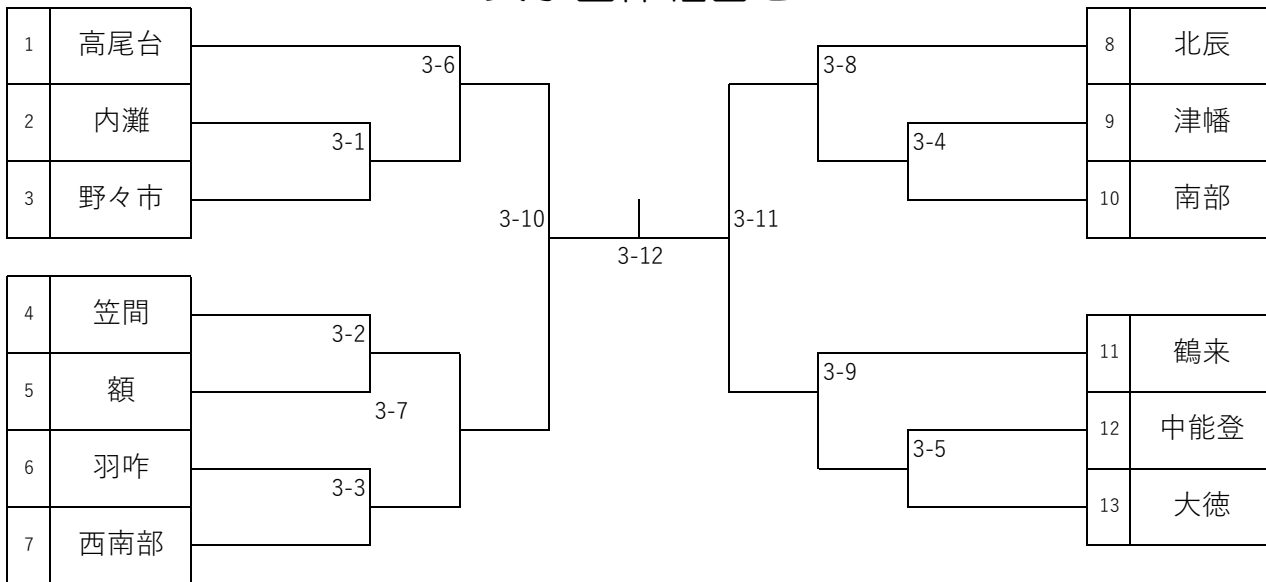 1 高尾台
2 内灘
3 野々市
4 笠間
5 額
6 羽咋
7 西南部
3-6
3-1
3-10
3-2
3-7
3-3
3-12
3-8
3-4
3-11
3-9
3-5
8 北辰
9 津幡
10 南部
11 鶴来
12 中能登
13 大徳